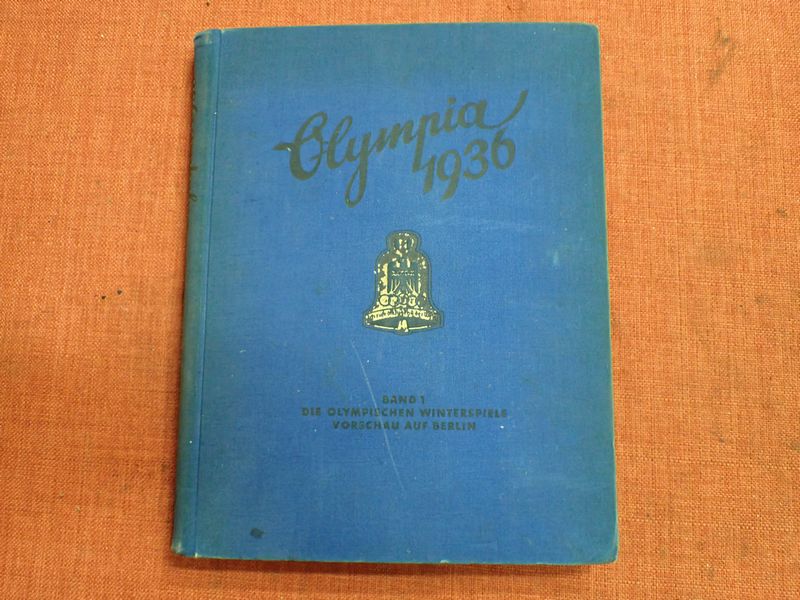 Olympia
1936
BAND 1
DIE OLYMPISCHEN WINTERSPIELE
VORSCHAU AUF BERLIN